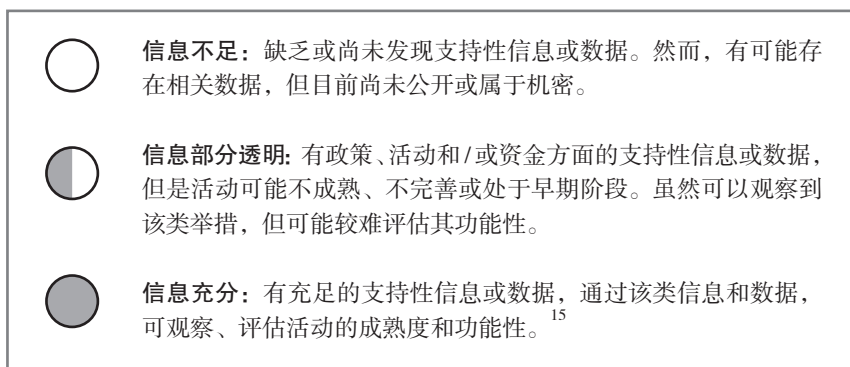 信息不足：缺乏或尚未发现支持性信息或数据。然而，有可能存
在相关数据，但目前尚未公开或属于机密。
信息部分透明：有政策、活动和/或资金方面的支持性信息或数据，
但是活动可能不成熟、不完善或处于早期阶段。虽然可以观察到
该类举措，但可能较难评估其功能性。
信息充分：有充足的支持性信息或数据，通过该类信息和数据，
可观察、评估活动的成熟度和功能性。15